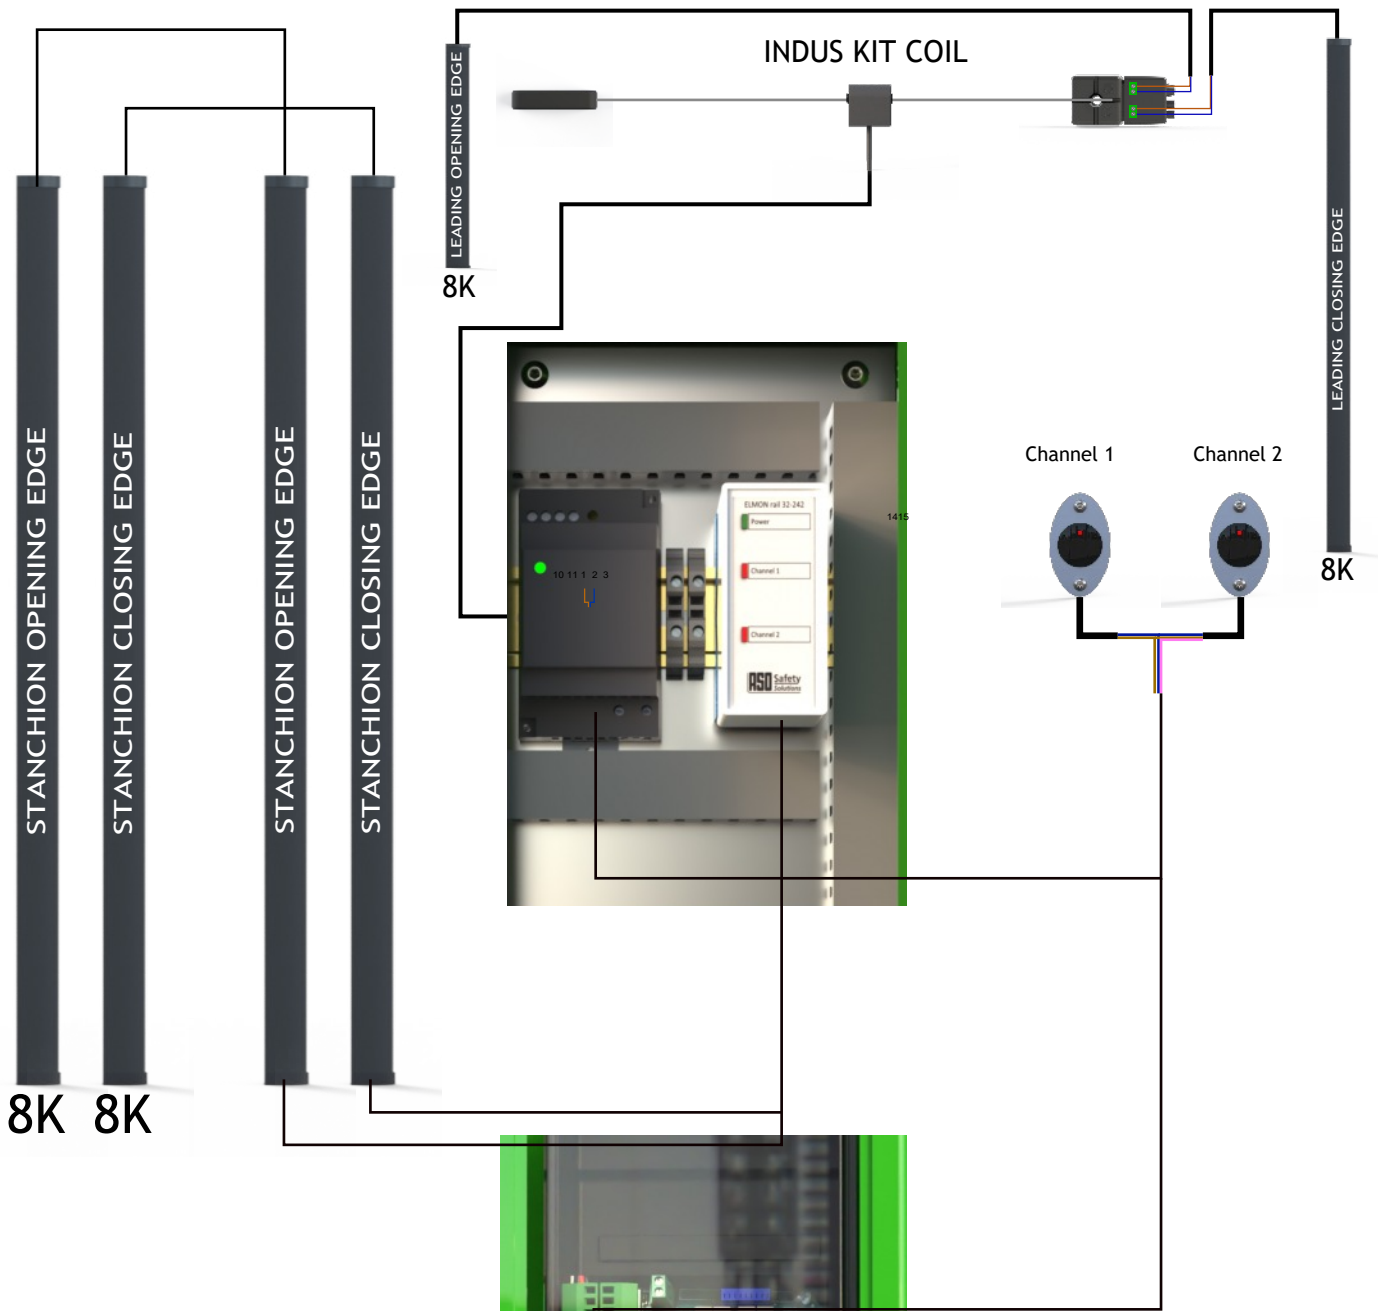 INDUS KIT COIL
LEADING OPENING EDGE
8K
LEADING CLOSING EDGE
8K
STANCHION OPENING EDGE
STANCHION CLOSING EDGE
STANCHION OPENING EDGE
STANCHION CLOSING EDGE
8K 8K
Channel 1
Channel 2
ELMON rail 32-242
Power
Channel 1
Channel 2
ASO Safety
Solutions
1415
10 11 1 2 3